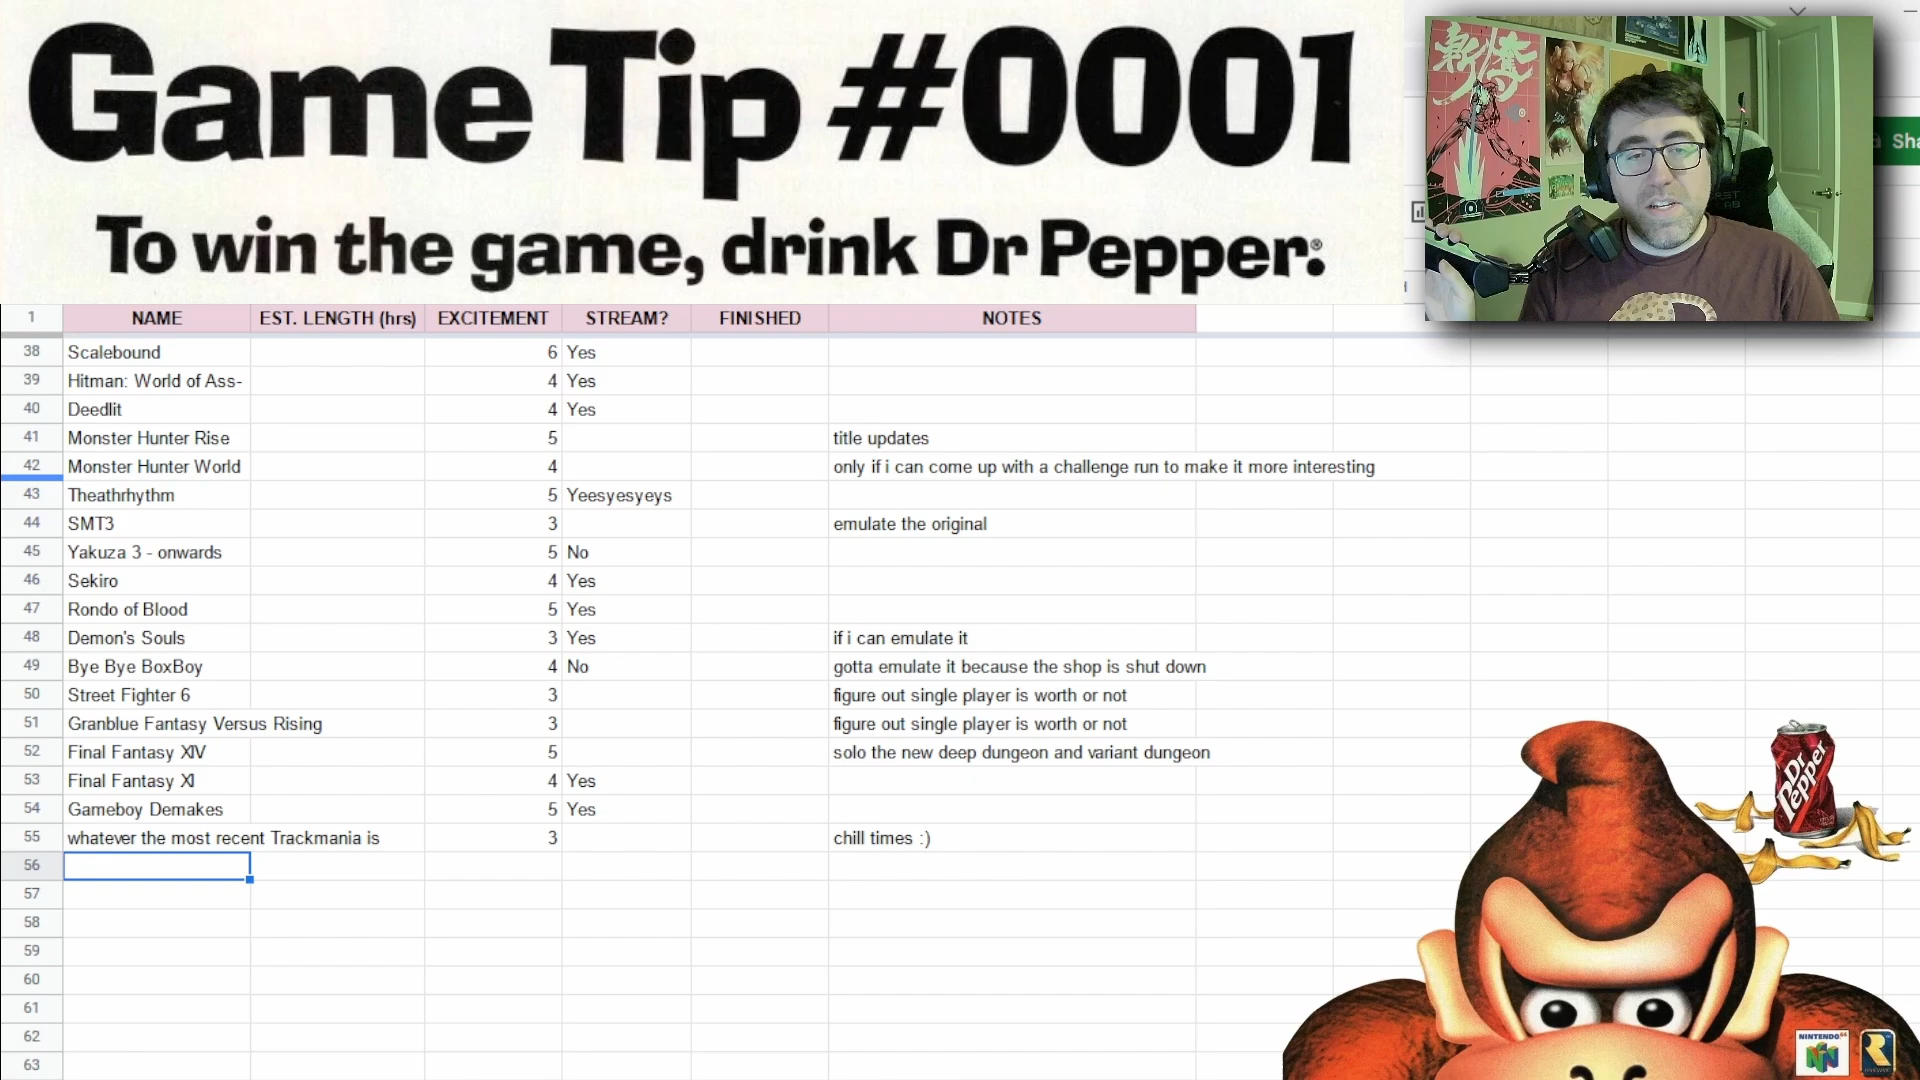 Game Tip #0001
To win the game, drink Dr Pepper.®
Sha
1 NAME EST. LENGTH (hrs) EXCITEMENT STREAM? FINISHED NOTES
38 Scalebound 6 Yes
39 Hitman: World of Ass- 4 Yes
40 Deedlit 4 Yes
41 Monster Hunter Rise 5 title updates
42 Monster Hunter World 4 only if i can come up with a challenge run to make it more interesting
43 Theathrhythm 5 Yeesyesyeys
44 SMT3 3 emulate the original
45 Yakuza 3 - onwards 5 No
46 Sekiro 4 Yes
47 Rondo of Blood 5 Yes
48 Demon's Souls 3 Yes if i can emulate it
49 Bye Bye BoxBoy 4 No gotta emulate it because the shop is shut down
50 Street Fighter 6 3 figure out single player is worth or not
51 Granblue Fantasy Versus Rising 3 figure out single player is worth or not
52 Final Fantasy XIV 5 solo the new deep dungeon and variant dungeon
53 Final Fantasy XI 4 Yes
54 Gameboy Demakes 5 Yes
55 whatever the most recent Trackmania is 3 chill times :)
56
57
58
59
60
61
62
63
Dr Pepper
NINTENDO 64
N
R